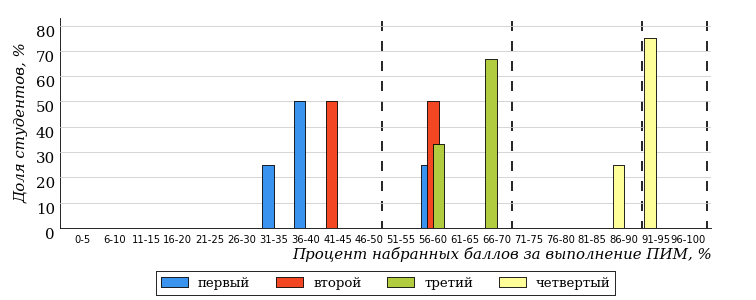 Доля студентов, %
80
70
60
50
40
30
20
10
0
0-5 6-10 11-15 16-20 21-25 26-30 31-35 36-40 41-45 46-50 51-55 56-60 61-65 66-70 71-75 76-80 81-85 86-90 91-95 96-100
Процент набранных баллов за выполнение ПИМ, %
первый второй третий четвертый